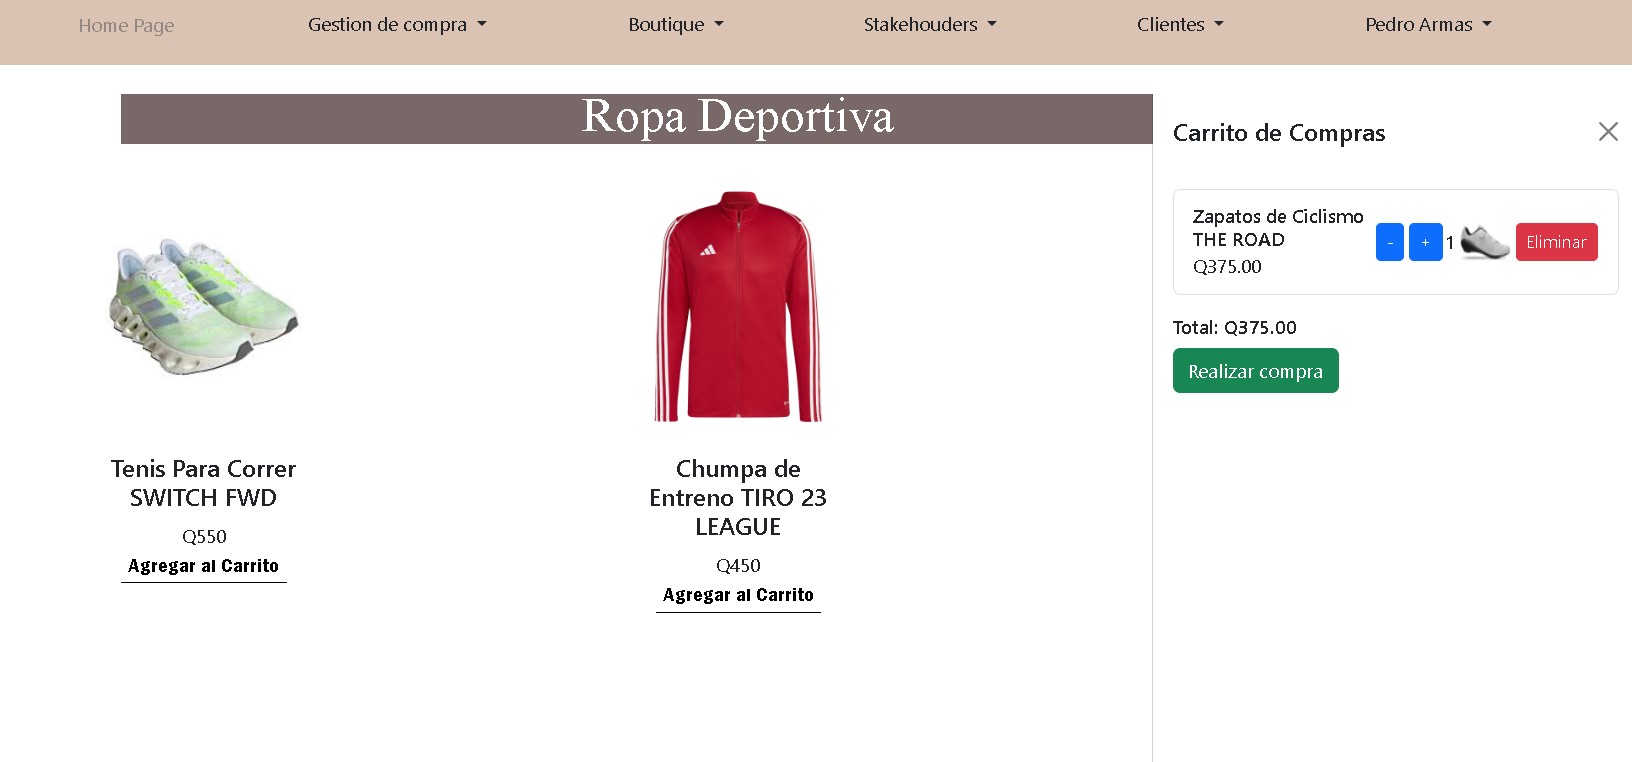 Home Page
Gestion de compra
Boutique
Stakehouders
Clientes
Pedro Armas
Ropa Deportiva
Tenis Para Correr
SWITCH FWD
Q550
Agregar al Carrito
Chumpa de
Entreno TIRO 23
LEAGUE
Q450
Agregar al Carrito
Carrito de Compras
Zapatos de Ciclismo
THE ROAD
Q375.00
- + 1 Eliminar
Total: Q375.00
Realizar compra